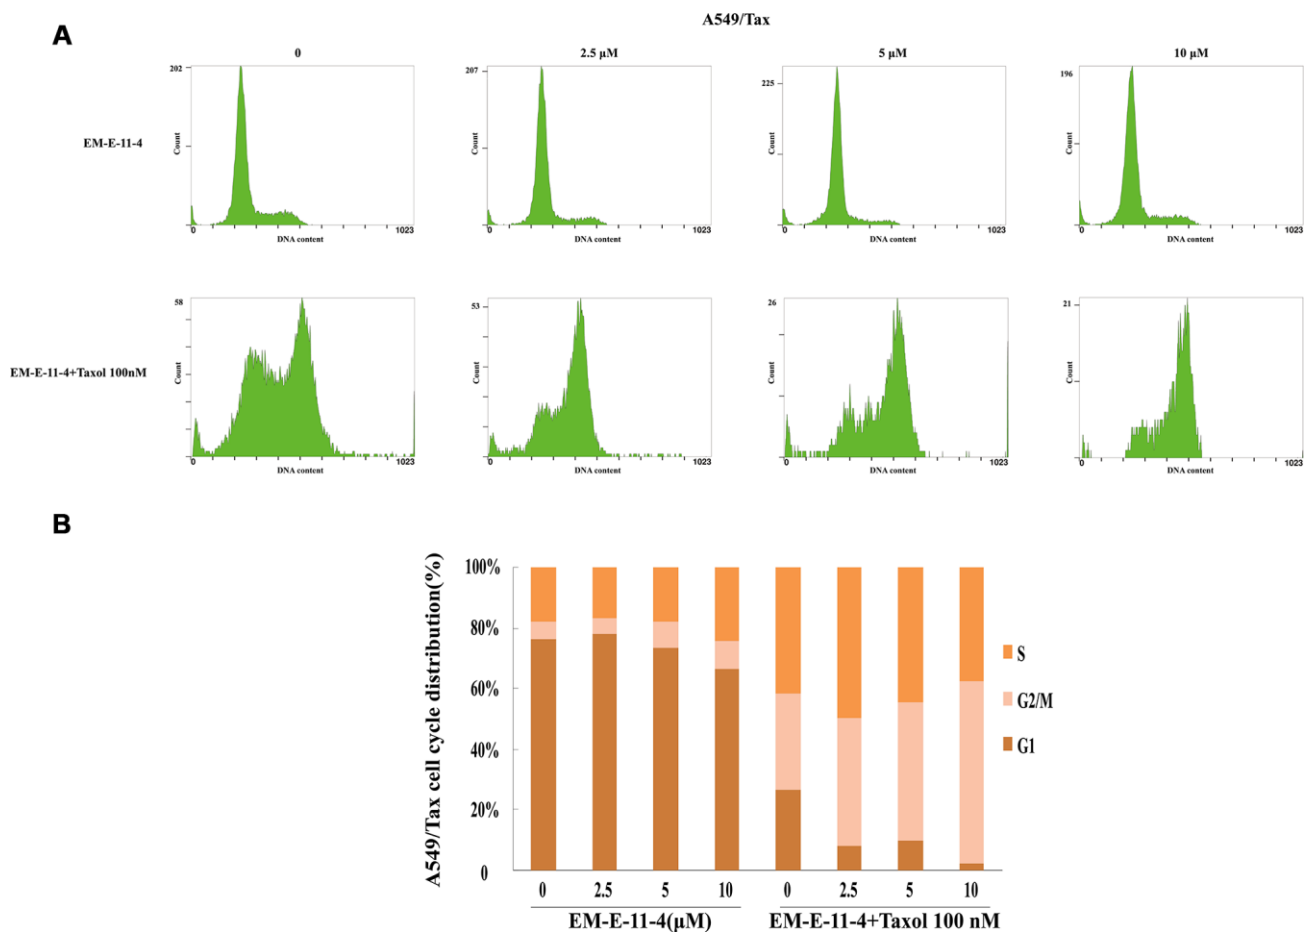 A
A549/Tax
0
2.5 μM
5 μM
10 μM
EM-E-11-4
202
Count
0
1023
DNA content
207
Count
0
1023
DNA content
225
Count
0
1023
DNA content
196
Count
0
1023
DNA content
EM-E-11-4+Taxol 100nM
58
Count
0
1023
DNA content
53
Count
0
1023
DNA content
26
Count
0
1023
DNA content
21
Count
0
1023
DNA content
B
A549/Tax cell cycle distribution(%)
100%
80%
60%
40%
20%
0
S
G2/M
G1
0 2.5 5 10 0 2.5 5 10
EM-E-11-4(μM) EM-E-11-4+Taxol 100 nM